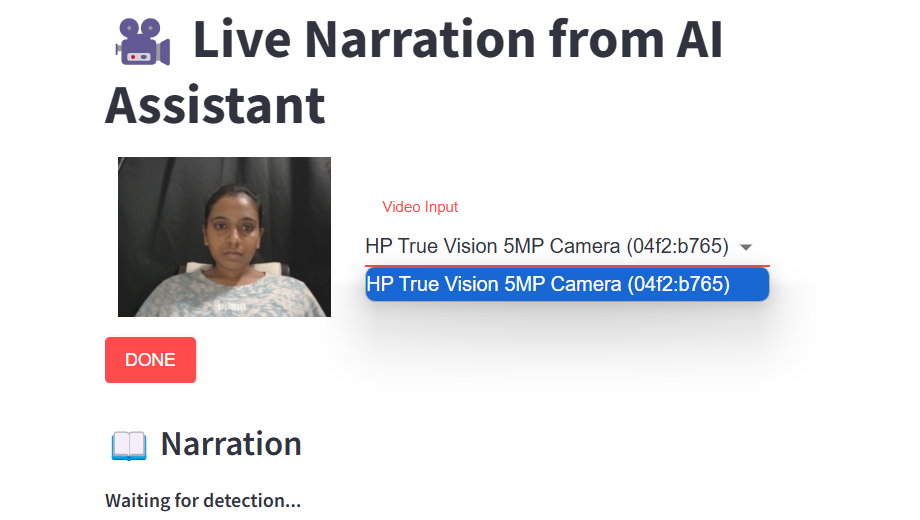 Live Narration from AI
Assistant
Video Input
HP True Vision 5MP Camera (04f2:b765)
HP True Vision 5MP Camera (04f2:b765)
DONE
Narration
Waiting for detection...